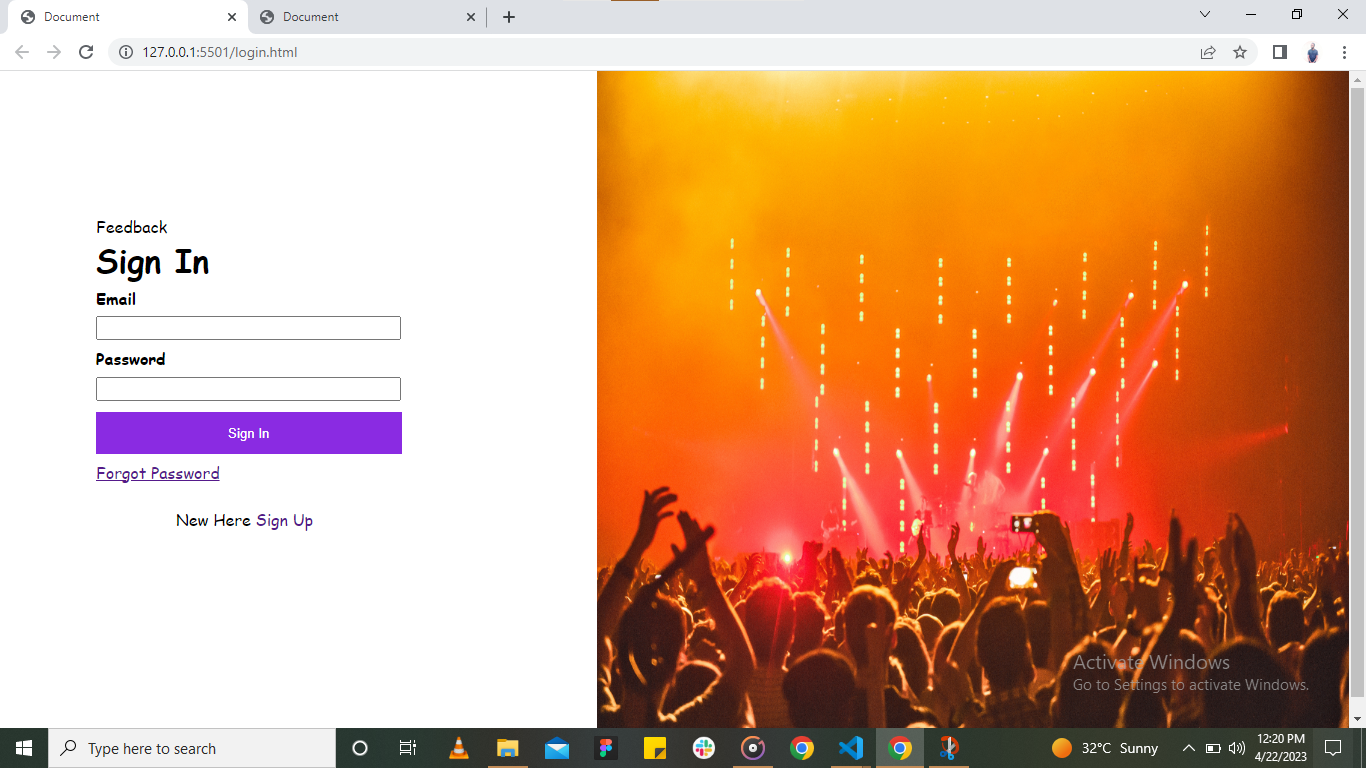 Document
Document
127.0.0.1:5501/login.html
Feedback
Sign In
Email
Password
Sign In
Forgot Password
New Here Sign Up
Activate Windows
Go to Settings to activate Windows.
Type here to search
32°C Sunny
12:20 PM
4/22/2023